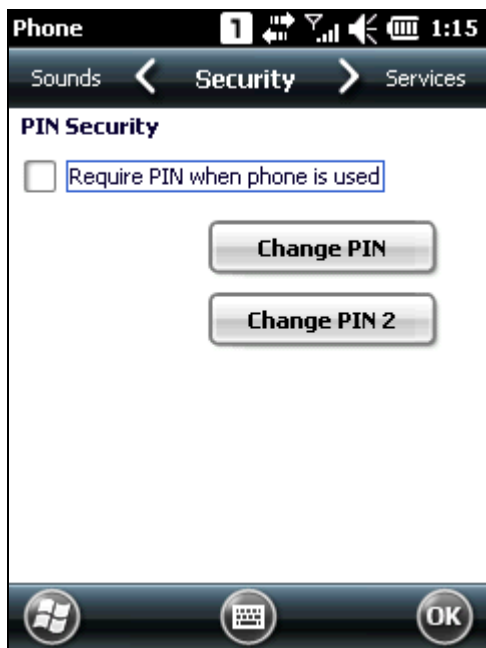 Phone 1 1:15
Sounds Security Services
PIN Security
Require PIN when phone is used
Change PIN
Change PIN 2
OK